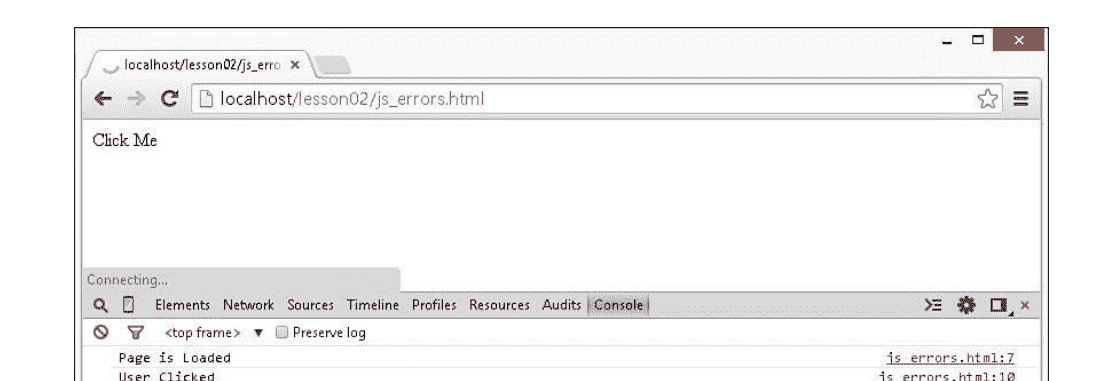 localhost/lesson02/js_erro
localhost/lesson02/js_errors.html
Click Me
Connecting...
Elements Network Sources Timeline Profiles Resources Audits Console
<top frame> Preserve log
Page is Loaded js_errors.html:7
User Clicked js_errors.html:10